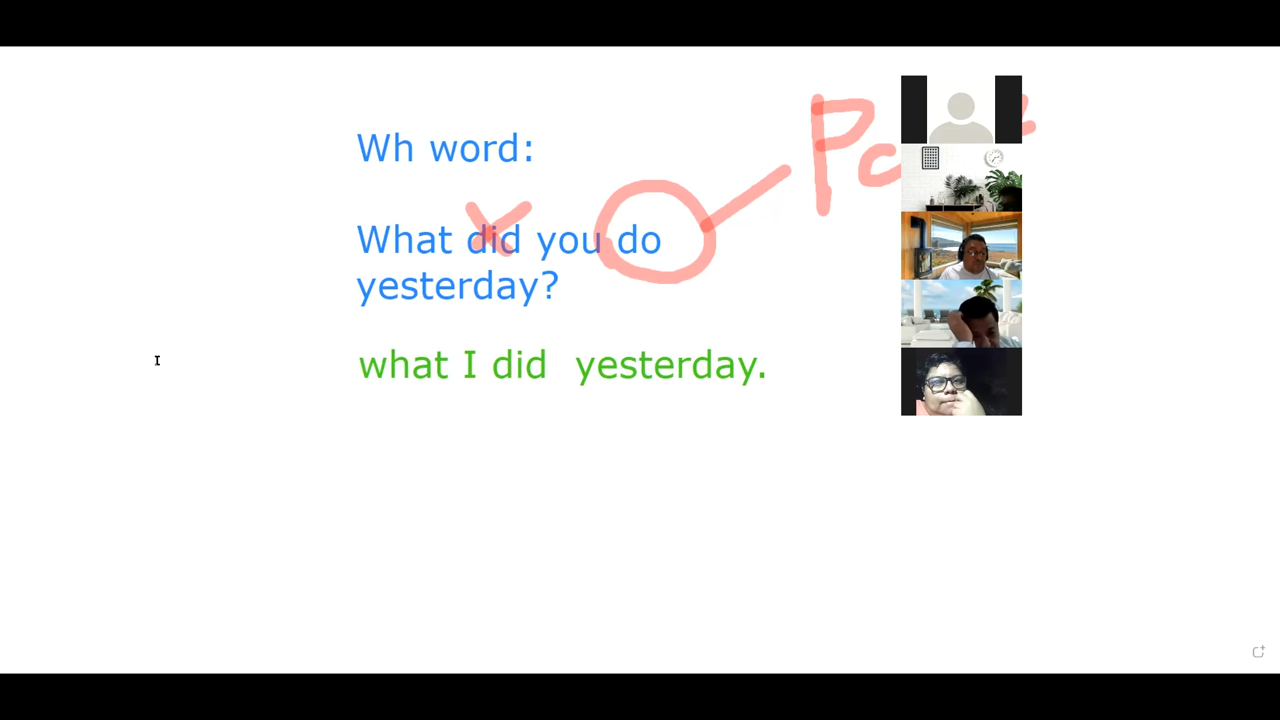 Wh word:
What did you do
yesterday?
what I did yesterday.